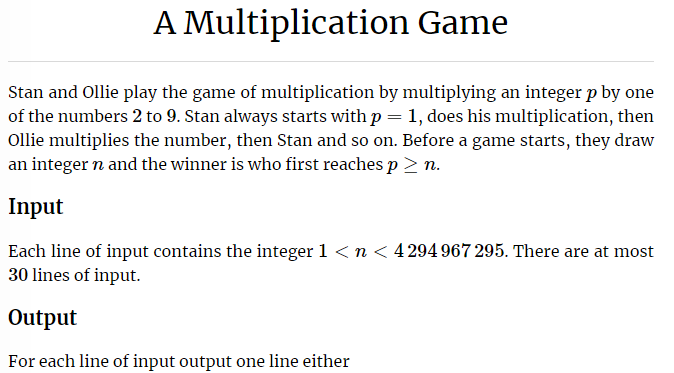 A Multiplication Game
Stan and Ollie play the game of multiplication by multiplying an integer p by one
of the numbers 2 to 9. Stan always starts with p = 1, does his multiplication, then
Ollie multiplies the number, then Stan and so on. Before a game starts, they draw
an integer n and the winner is who first reaches p ≥ n.
Input
Each line of input contains the integer 1 < n < 4 294 967 295. There are at most
30 lines of input.
Output
For each line of input output one line either